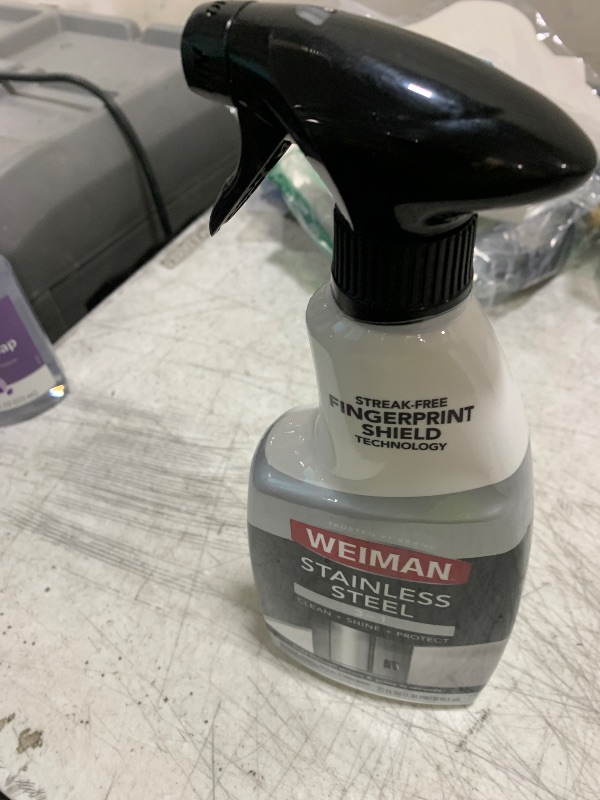 STREAK-FREE
FINGERPRINT
SHIELD
TECHNOLOGY
WEIMAN
STAINLESS
STEEL
CLEAN + SHINE + PROTECT
ap